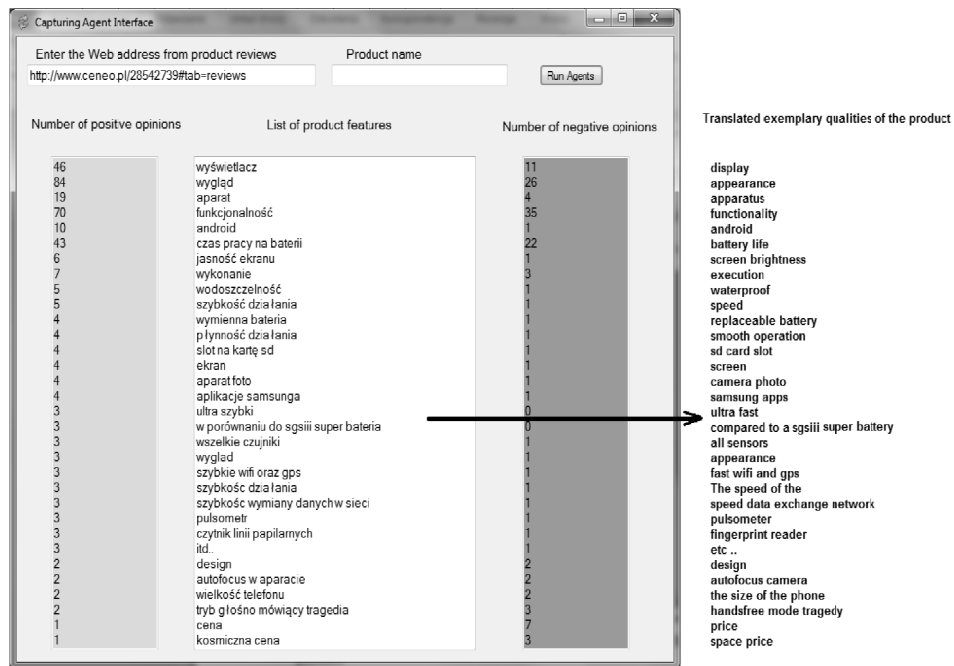 Capturing Agent Interface
Enter the Web address from product reviews Product name
http://www.ceneo.pl/28542739#tab=reviews Run Agents
Number of positve opinions List of product features Number of negative opinions Translated exemplary qualities of the product
46 wyświetlacz 11 display
84 wygląd 26 appearance
19 aparat 4 apparatus
70 funkcjonalność 35 functionality
10 android 1 android
43 czas pracy na baterii 22 battery life
6 jasność ekranu 1 screen brightness
7 wykonanie 3 execution
5 wodoszczelność 1 waterproof
5 szybkość działania 1 speed
4 wymienna bateria 1 replaceable battery
4 płynność działania 1 smooth operation
4 slot na kartę sd 1 sd card slot
4 ekran 1 screen
4 aparat foto 1 camera photo
4 aplikacje samsunga 1 samsung apps
3 ultra szybki 0 ultra fast
3 w porównaniu do sgsiii super bateria 0 compared to a sgsiii super battery
3 wszelkie czujniki 1 all sensors
3 wyglad 1 appearance
3 szybkie wifi oraz gps 1 fast wifi and gps
3 szybkośc działania 1 The speed of the
3 szybkośc wymiany danychw sieci 1 speed data exchange network
3 pulsometr 1 pulsometer
3 czytnik linii papilarnych 1 fingerprint reader
3 itd.. 1 etc ..
2 design 2 design
2 autofocus w aparacie 2 autofocus camera
2 wielkość telefonu 2 the size of the phone
2 tryb głośno mówiący tragedia 3 handsfree mode tragedy
1 cena 7 price
1 kosmiczna cena 3 space price